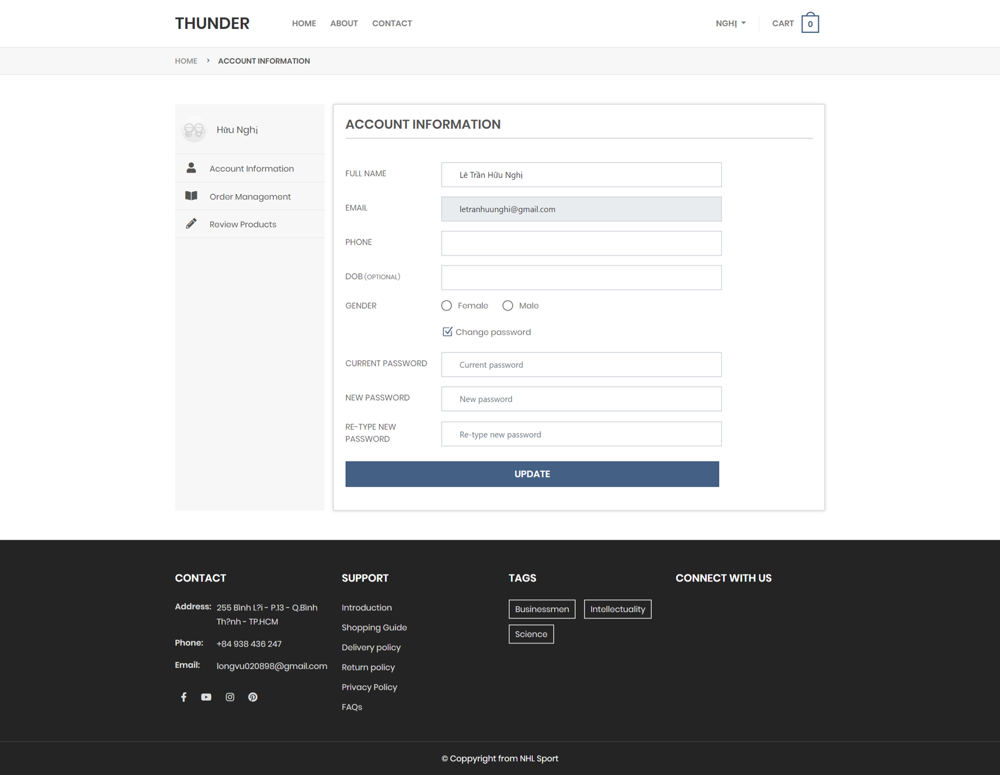 THUNDER
HOME
ABOUT
CONTACT
NGHỊ
CART
0
HOME
ACCOUNT INFORMATION
Hữu Nghị
Account Information
Order Management
Review Products
ACCOUNT INFORMATION
FULL NAME
Lê Trần Hữu Nghị
EMAIL
letranhuunghi@gmail.com
PHONE
DOB (OPTIONAL)
GENDER
Female
Male
Change password
CURRENT PASSWORD
Current password
NEW PASSWORD
New password
RE-TYPE NEW
PASSWORD
Re-type new password
UPDATE
CONTACT
Address:
255 Bình L?i - P.13 - Q.Bình
Th?nh - TP.HCM
Phone:
+84 938 436 247
Email:
longvu020898@gmail.com
SUPPORT
Introduction
Shopping Guide
Delivery policy
Return policy
Privacy Policy
FAQs
TAGS
Businessmen
Intellectuality
Science
CONNECT WITH US
© Coppyright from NHL Sport